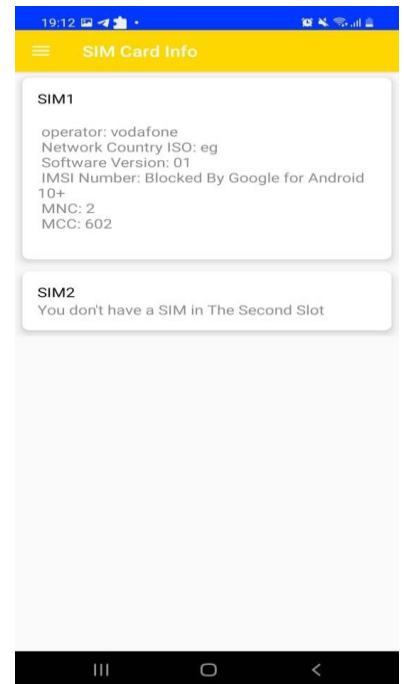 19:12
SIM Card Info
SIM1
operator: vodafone
Network Country ISO: eg
Software Version: 01
IMSI Number: Blocked By Google for Android
10+
MNC: 2
MCC: 602
SIM2
You don't have a SIM in The Second Slot